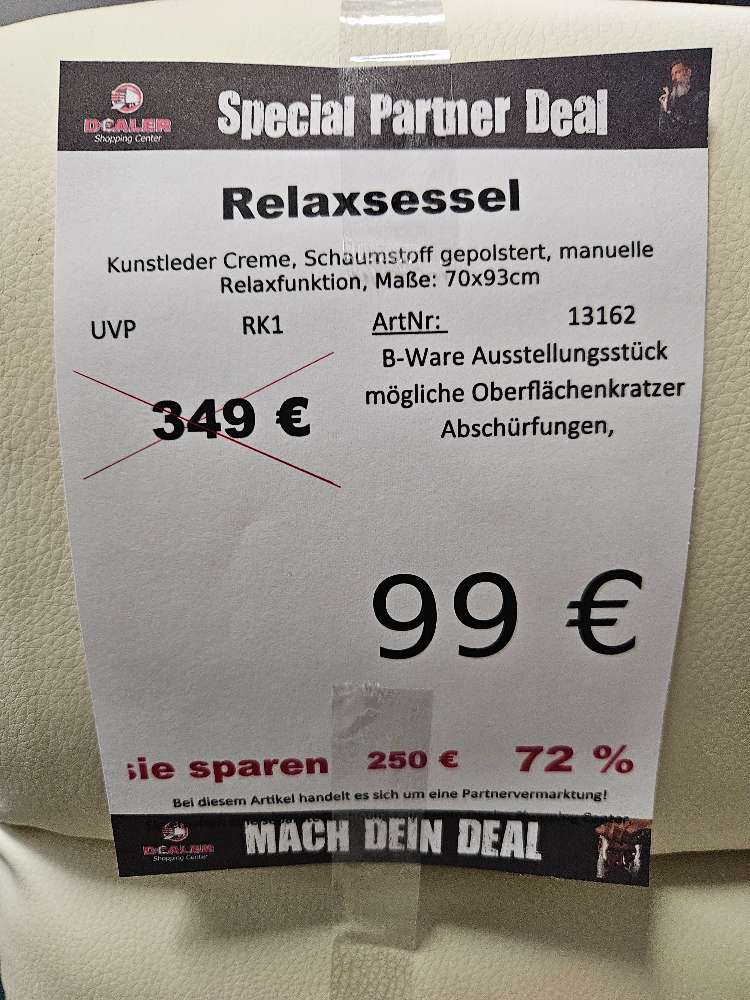 DEALER
Shopping Center
Special Partner Deal
Relaxsessel
Kunstleder Creme, Schaumstoff gepolstert, manuelle
Relaxfunktion, Maße: 70x93cm
UVP RK1 ArtNr: 13162
B-Ware Ausstellungsstück
mögliche Oberflächenkratzer
Abschürfungen,
349 €
99 €
sie sparen 250 € 72 %
Bei diesem Artikel handelt es sich um eine Partnervermarktung!
DEALER
Shopping Center
MACH DEIN DEAL